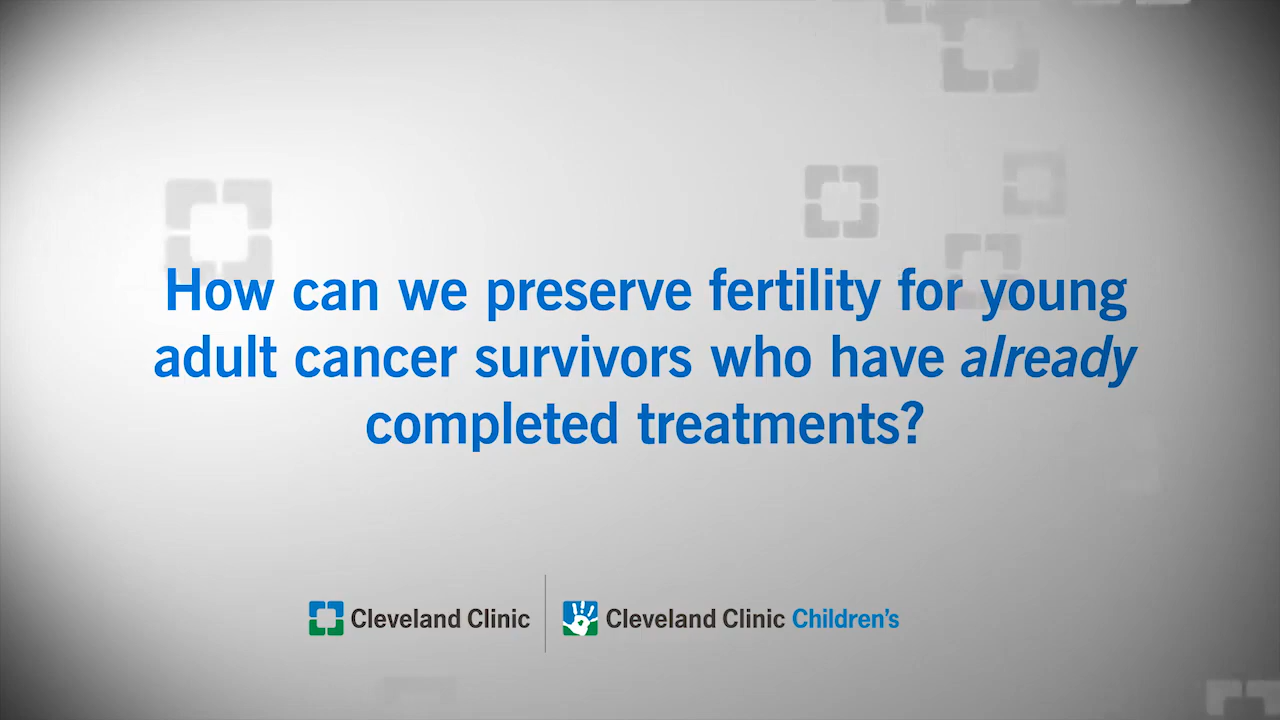 How can we preserve fertility for young
adult cancer survivors who have already
completed treatments?
Cleveland Clinic
Cleveland Clinic Children's